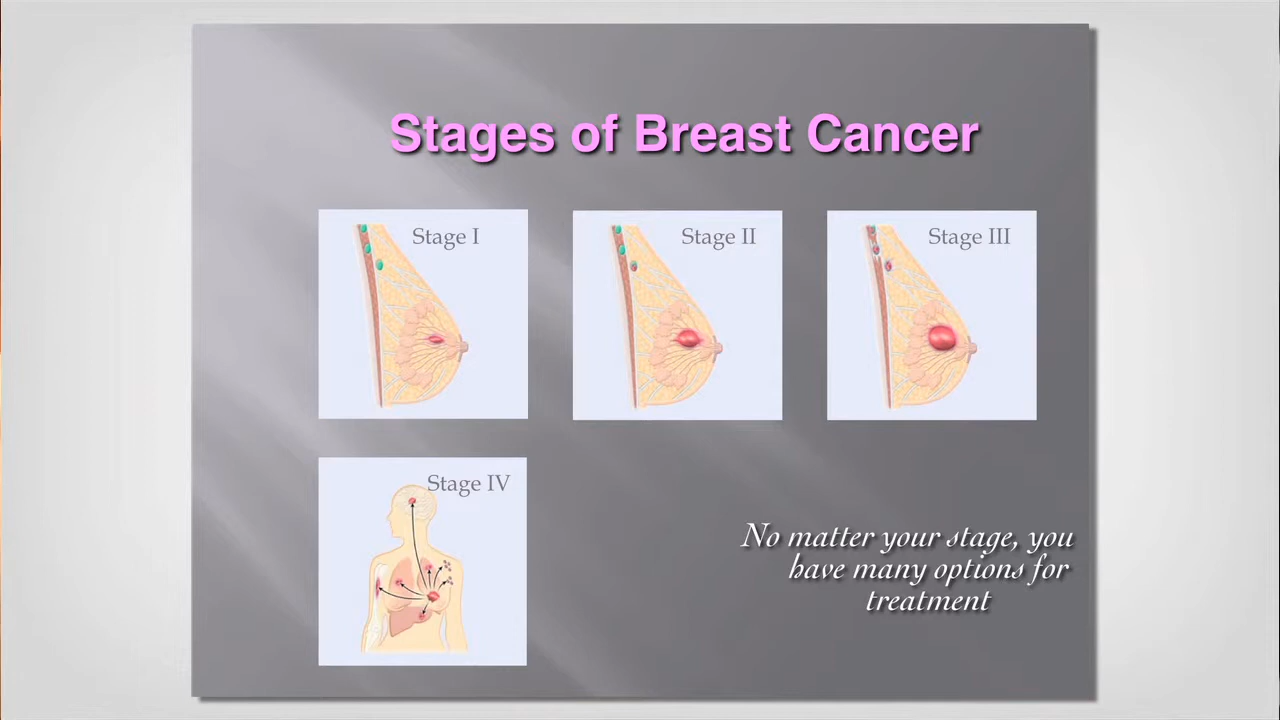 Stages of Breast Cancer
Stage I
Stage II
Stage III
Stage IV
No matter your stage, you
have many options for
treatment